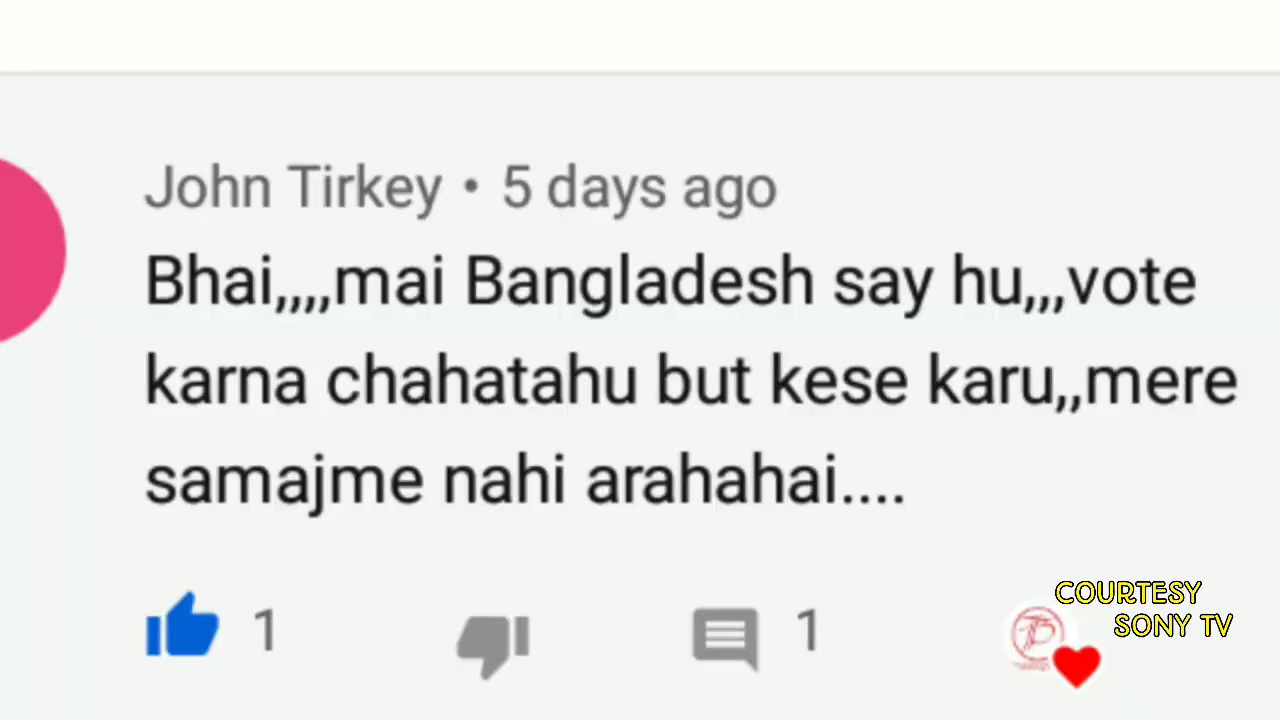 John Tirkey • 5 days ago
Bhai,,,,mai Bangladesh say hu,,,vote
karna chahatahu but kese karu,,mere
samajme nahi arahahai....
1
1
COURTESY
SONY TV